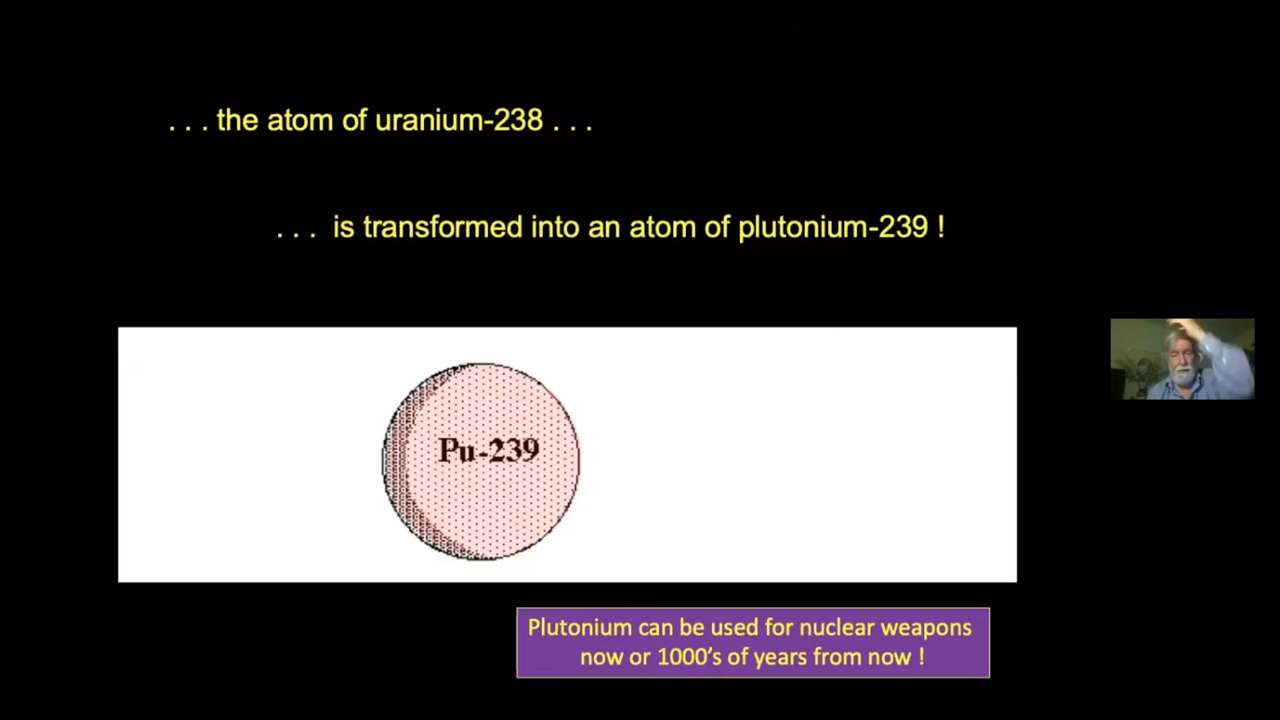 . . . the atom of uranium-238 . . .
. . . is transformed into an atom of plutonium-239 !
Pu-239
Plutonium can be used for nuclear weapons
now or 1000's of years from now !